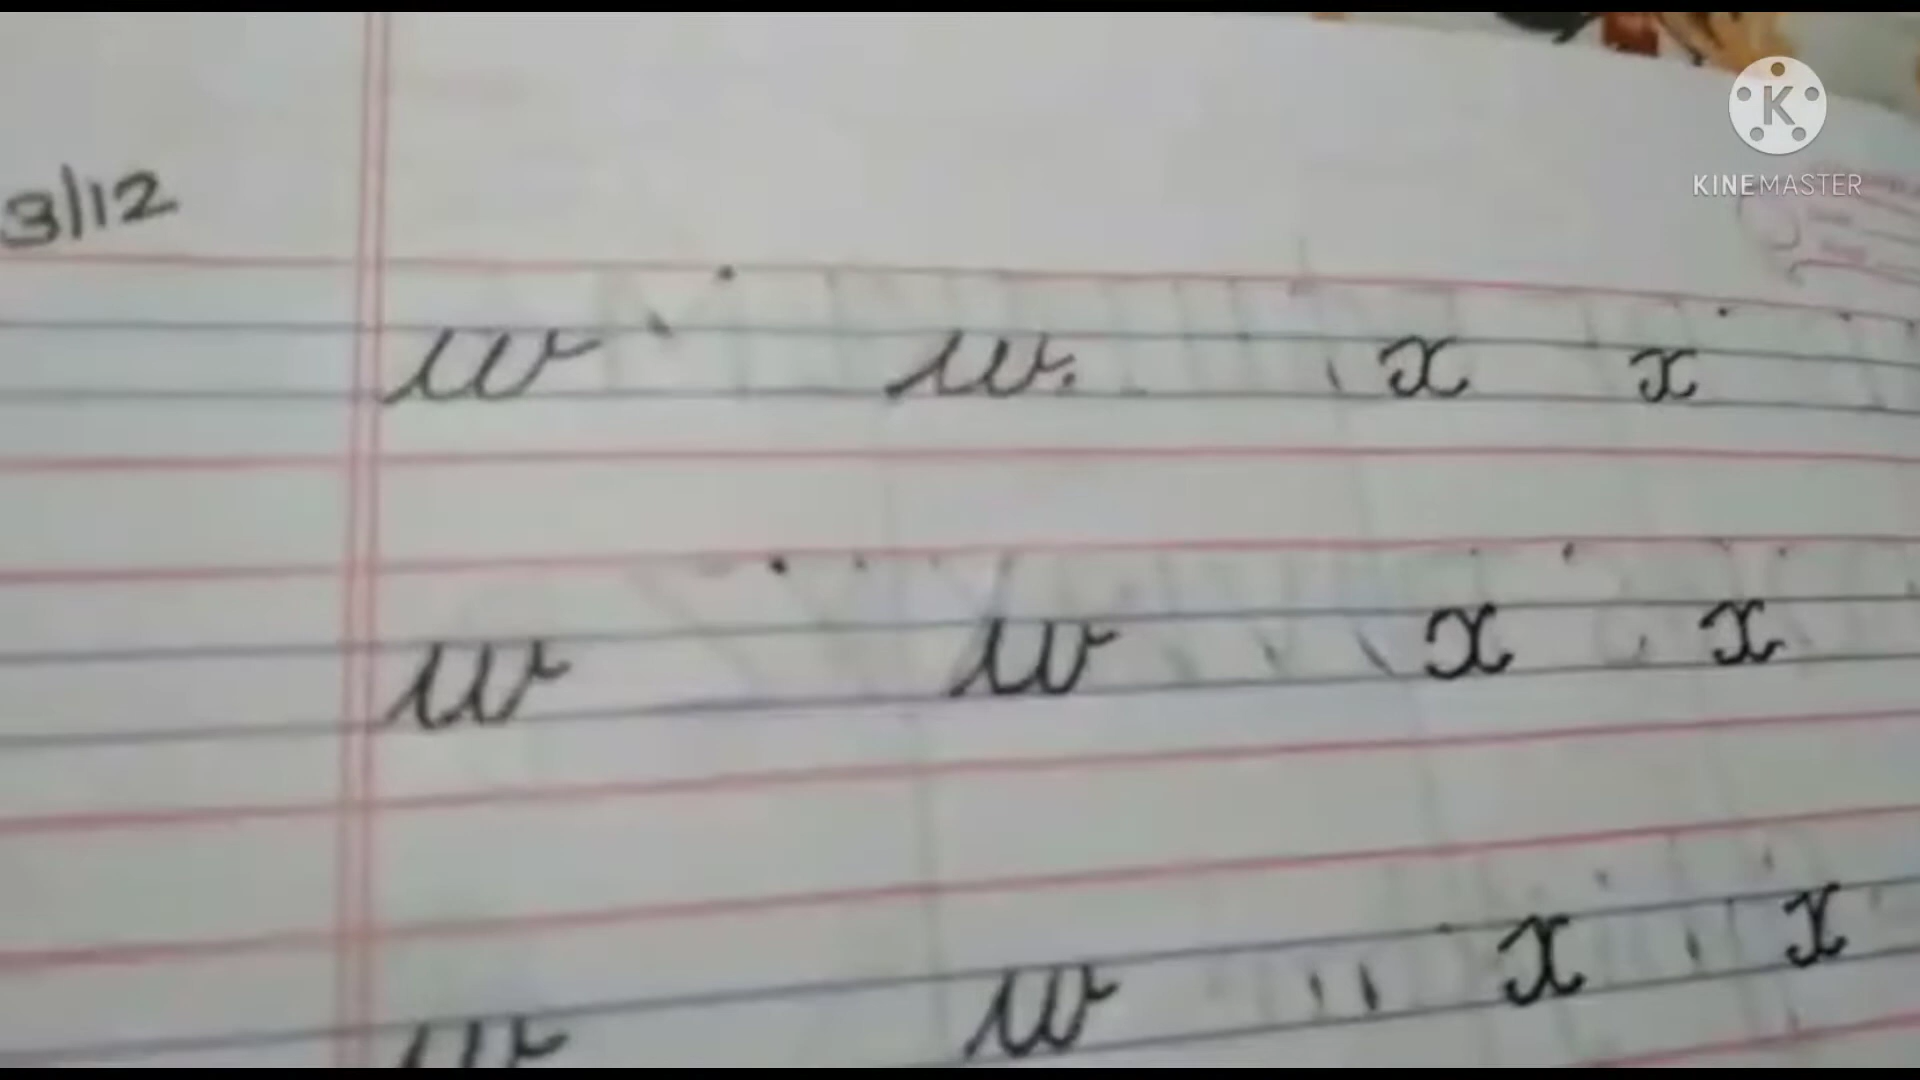 KINEMASTER
3/12
w w. x x
w w x x
w w x x